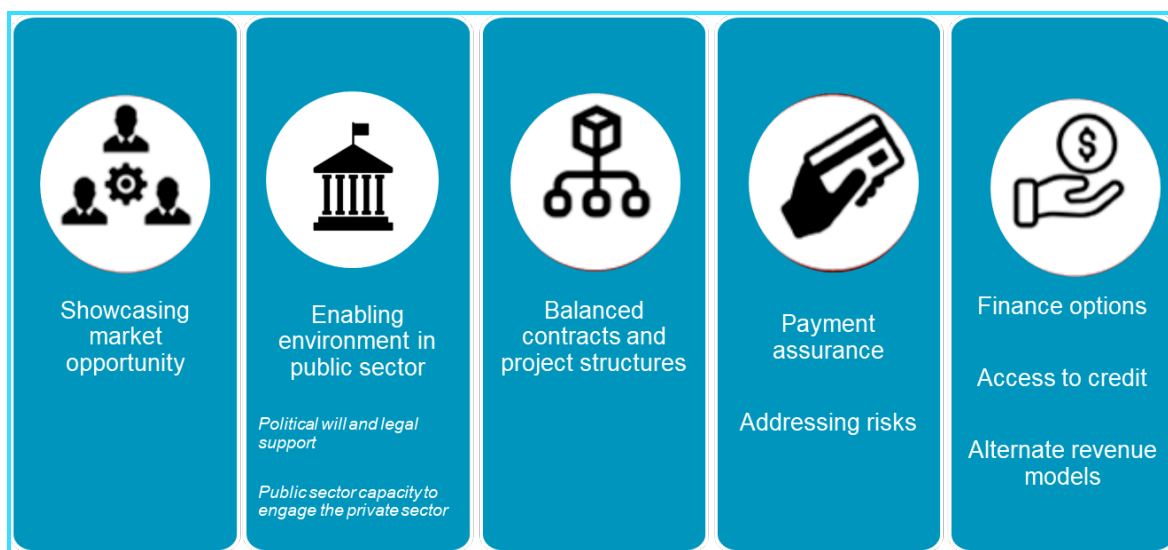 Showcasing
market
opportunity
Enabling
environment in
public sector
Political will and legal
support
Public sector capacity to
engage the private sector
Balanced
contracts and
project structures
Payment
assurance
Addressing risks
$
Finance options
Access to credit
Alternate revenue
models